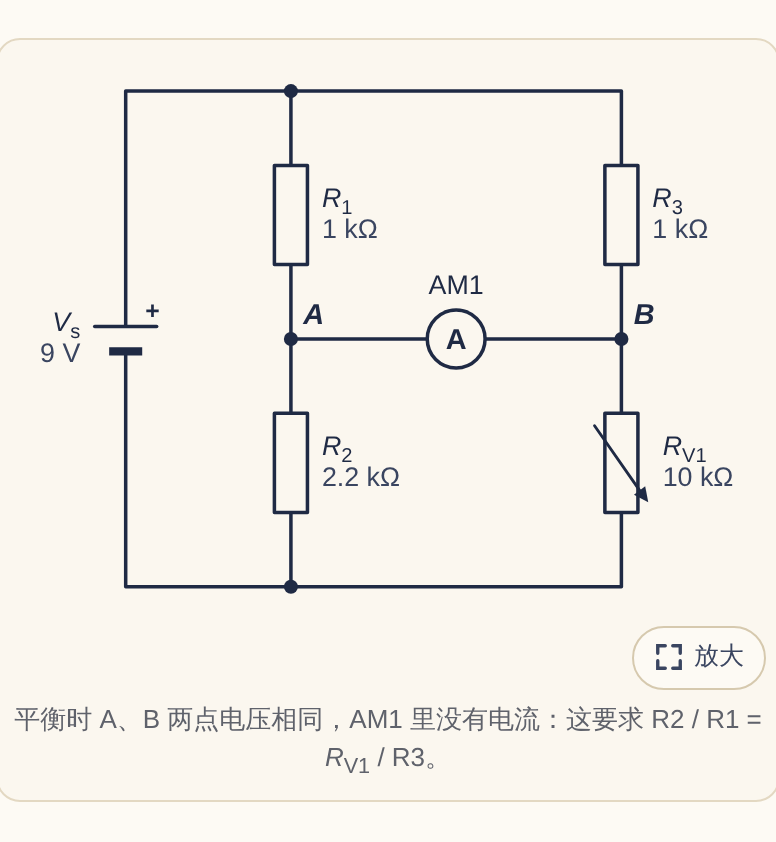 R1
1 kΩ
R3
1 kΩ
AM1
A
B
A
+
Vs
9 V
R2
2.2 kΩ
RV1
10 kΩ
放大
平衡时 A、B 两点电压相同，AM1 里没有电流：这要求 R2 / R1 =
RV1 / R3。